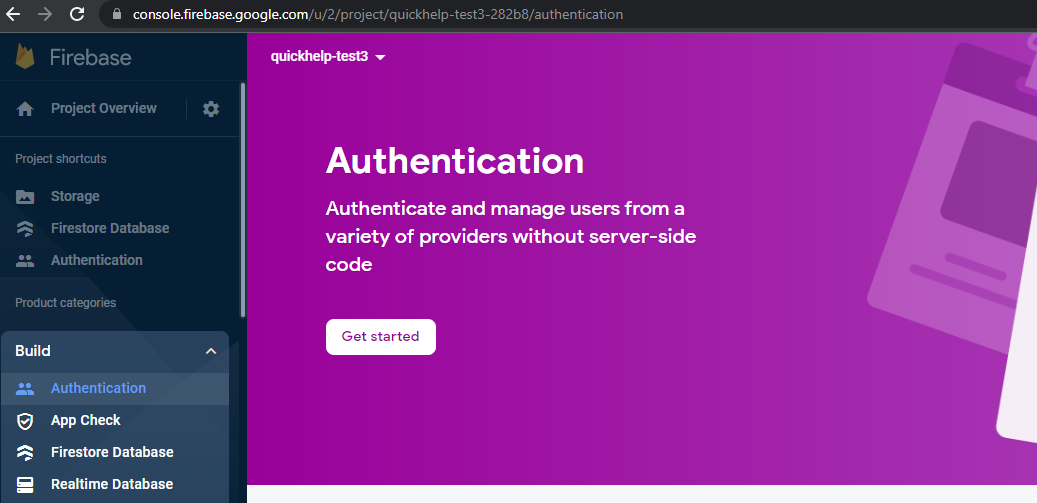 console.firebase.google.com/u/2/project/quickhelp-test3-282b8/authentication
Firebase
quickhelp-test3
Project Overview
Project shortcuts
Storage
Firestore Database
Authentication
Product categories
Build
Authentication
App Check
Firestore Database
Realtime Database
Authentication
Authenticate and manage users from a
variety of providers without server-side
code
Get started